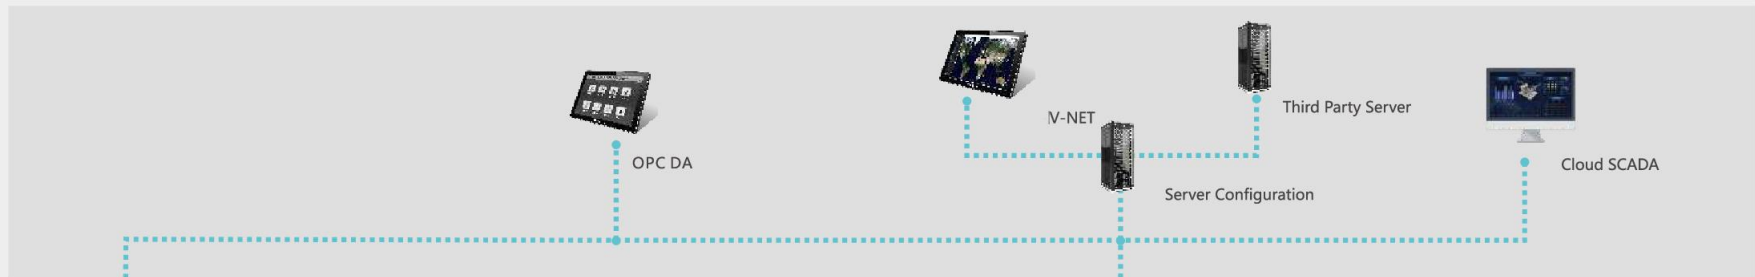 V-NET
Third Party Server
OPC DA
Cloud SCADA
Server Configuration